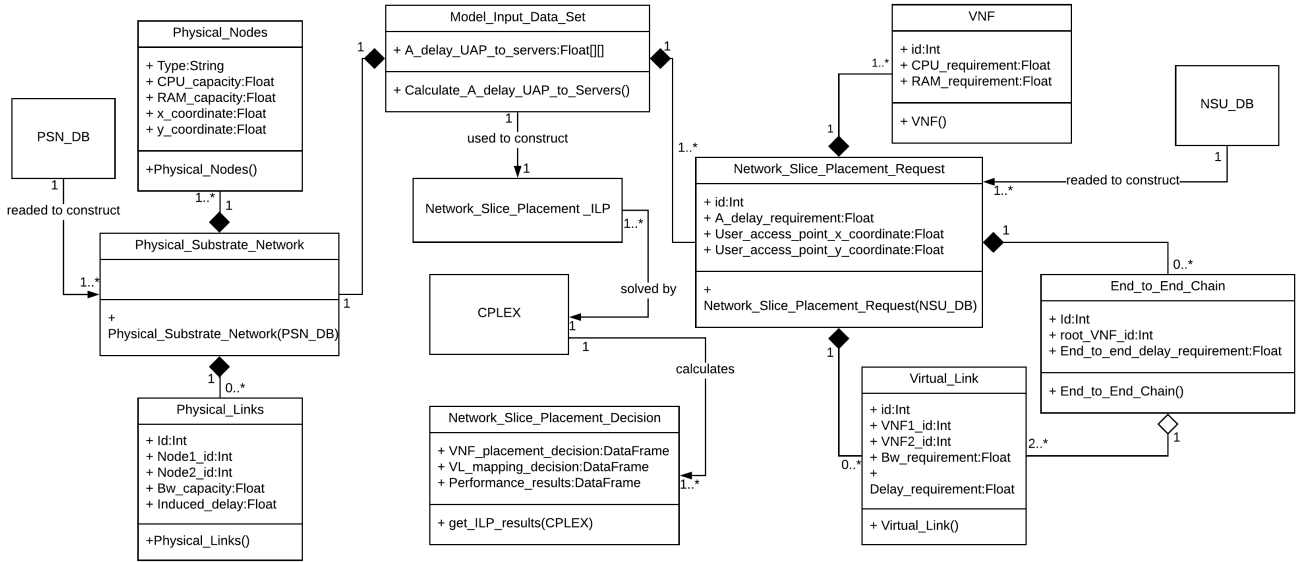 Physical_Nodes
+ Type:String
+ CPU_capacity:Float
+ RAM_capacity:Float
+ x_coordinate:Float
+ y_coordinate:Float
+Physical_Nodes()
1..*
1
PSN_DB
1
readed to construct
1..*
Physical_Substrate_Network
+
Physical_Substrate_Network(PSN_DB)
1
1
0..*
Physical_Links
+ Id:Int
+ Node1_id:Int
+ Node2_id:Int
+ Bw_capacity:Float
+ Induced_delay:Float
+Physical_Links()
1
Model_Input_Data_Set
+ A_delay_UAP_to_servers:Float[][]
+ Calculate_A_delay_UAP_to_Servers()
1
1..*
1
used to construct
1
Network_Slice_Placement _ILP
1..*
solved by
CPLEX
1
1
calculates
Network_Slice_Placement_Decision
+ VNF_placement_decision:DataFrame
+ VL_mapping_decision:DataFrame
+ Performance_results:DataFrame
+ get_ILP_results(CPLEX)
1..*
VNF
+ id:Int
+ CPU_requirement:Float
+ RAM_requirement:Float
+ VNF()
1..*
1
NSU_DB
1
readed to construct
1..*
Network_Slice_Placement_Request
+ id:Int
+ A_delay_requirement:Float
+ User_access_point_x_coordinate:Float
+ User_access_point_y_coordinate:Float
+
Network_Slice_Placement_Request(NSU_DB)
1
0..*
End_to_End_Chain
+ Id:Int
+ root_VNF_id:Int
+ End_to_end_delay_requirement:Float
+ End_to_End_Chain()
1
2..*
1
0..*
Virtual_Link
+ id:Int
+ VNF1_id:Int
+ VNF2_id:Int
+ Bw_requirement:Float
+
Delay_requirement:Float
+ Virtual_Link()